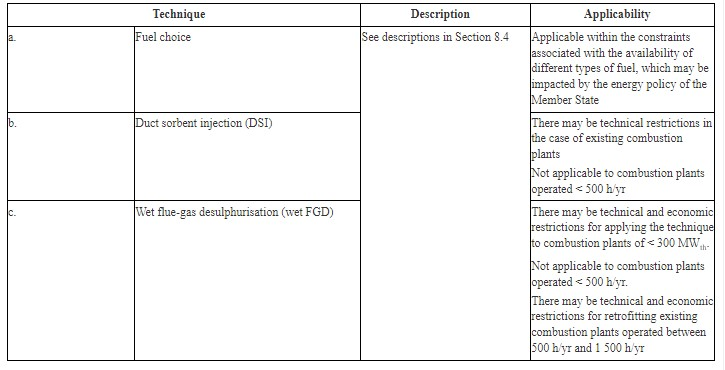 Technique Description Applicability
a. Fuel choice See descriptions in Section 8.4 Applicable within the constraints
associated with the availability of
different types of fuel, which may be
impacted by the energy policy of the
Member State
b. Duct sorbent injection (DSI) There may be technical restrictions in
the case of existing combustion
plants
Not applicable to combustion plants
operated < 500 h/yr
c. Wet flue-gas desulphurisation (wet FGD) There may be technical and economic
restrictions for applying the technique
to combustion plants of < 300 MWth.
Not applicable to combustion plants
operated < 500 h/yr.
There may be technical and economic
restrictions for retrofitting existing
combustion plants operated between
500 h/yr and 1 500 h/yr